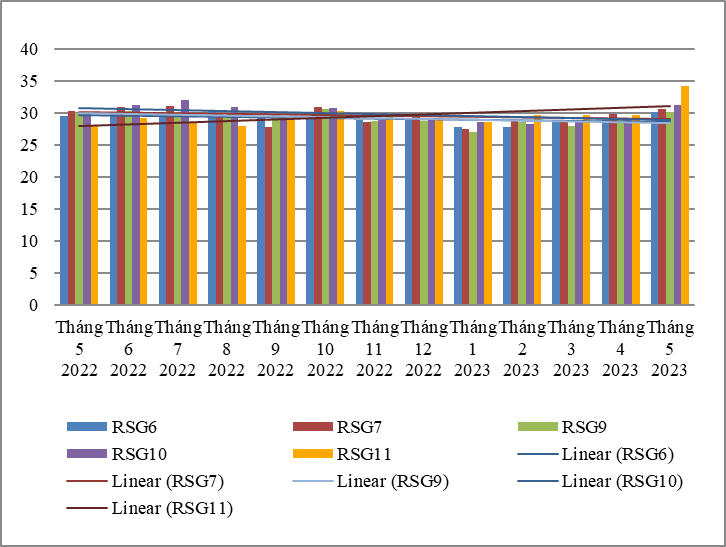 40
35
30
25
20
15
10
5
0
Tháng Tháng Tháng Tháng Tháng Tháng Tháng Tháng Tháng Tháng Tháng Tháng Tháng
5 6 7 8 9 10 11 12 1 2 3 4 5
2022 2022 2022 2022 2022 2022 2022 2022 2023 2023 2023 2023 2023
RSG6 RSG7 RSG9
RSG10 RSG11 Linear (RSG6)
Linear (RSG7) Linear (RSG9) Linear (RSG10)
Linear (RSG11)